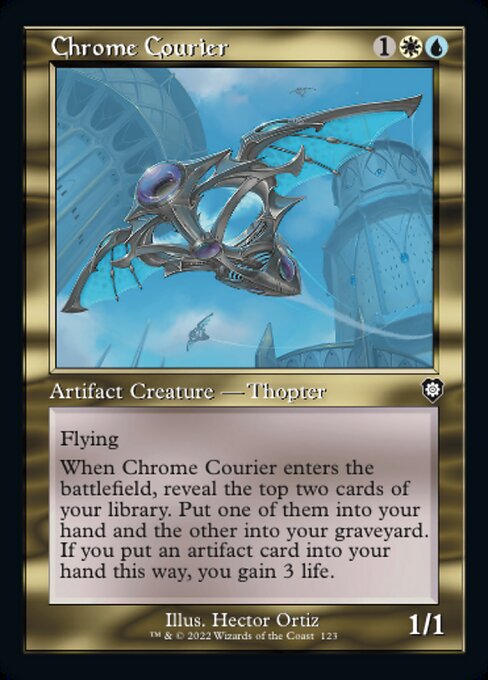 Chrome Courier 1
Artifact Creature — Thopter
Flying
When Chrome Courier enters the
battlefield, reveal the top two cards of
your library. Put one of them into your
hand and the other into your graveyard.
If you put an artifact card into your
hand this way, you gain 3 life.
Illus. Hector Ortiz
™ & © 2022 Wizards of the Coast 123
1/1